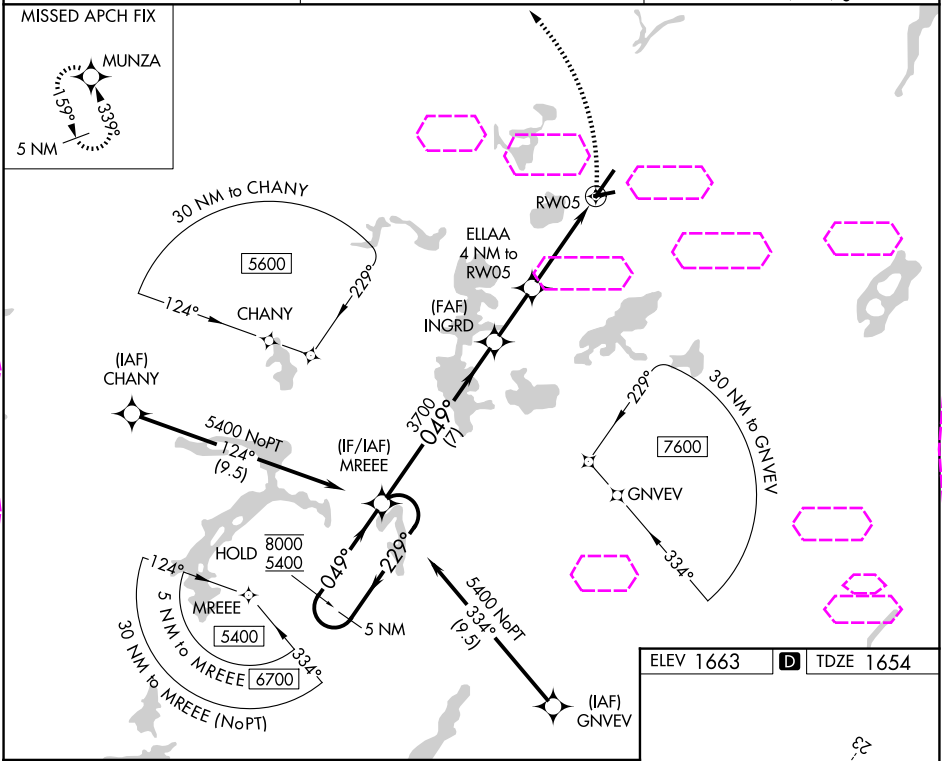 MISSED APCH FIX
MUNZA
159°
339°
5 NM
30 NM to CHANY
5600
124°
229°
CHANY
RW05
ELLAA
4 NM to
RW05
(FAF)
INGRD
(IAF)
CHANY
5400 NoPT
124°
(9.5)
3700
049°
(7)
(IF/IAF)
MREEE
229°
30 NM to GNVEV
7600
GNVEV
334°
HOLD
8000
5400
049°
229°
5 NM
124°
MREEE
5400
334°
5 NM to MREEE
6700
30 NM to MREEE (NoPT)
5400 NoPT
334°
(9.5)
(IAF)
GNVEV
ELEV 1663
D
TDZE 1654
23